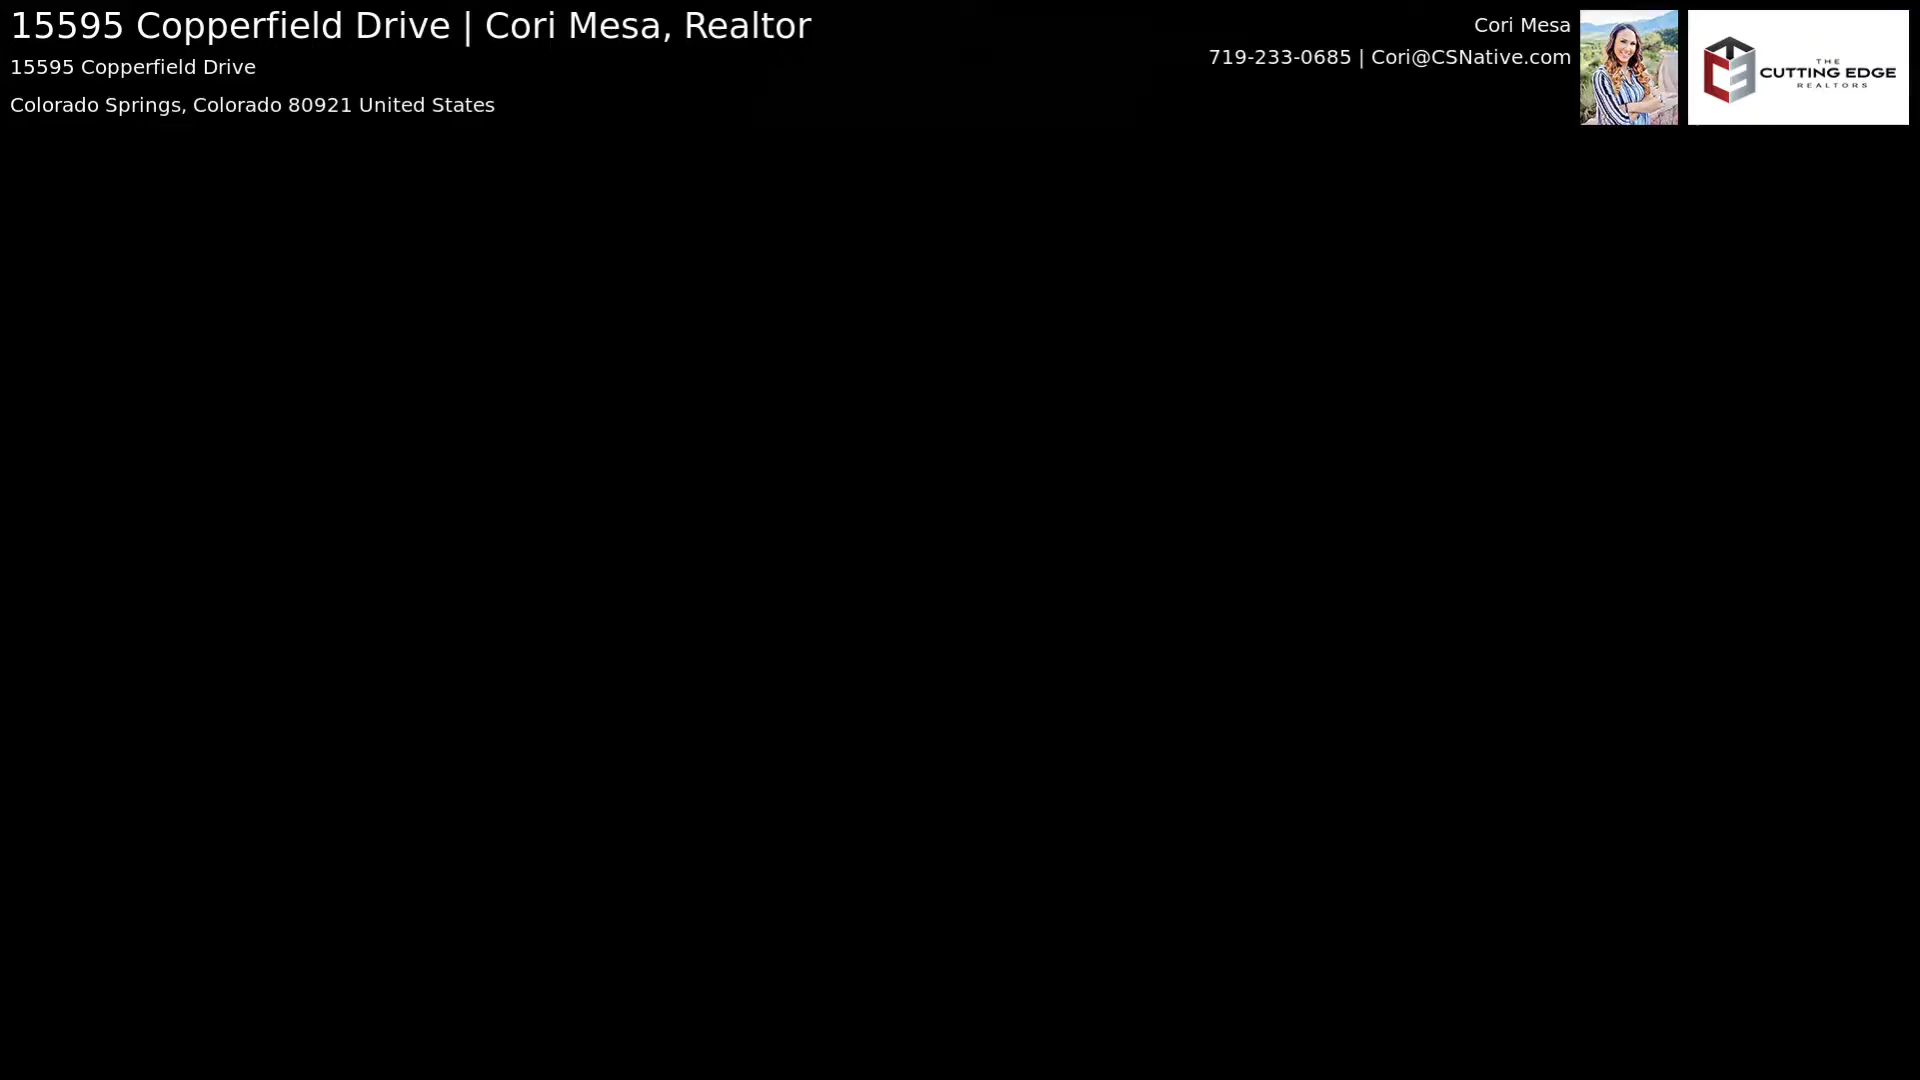 15595 Copperfield Drive | Cori Mesa, Realtor
15595 Copperfield Drive
Colorado Springs, Colorado 80921 United States
Cori Mesa
719-233-0685 | Cori@CSNative.com
THE
CUTTING EDGE
REALTORS